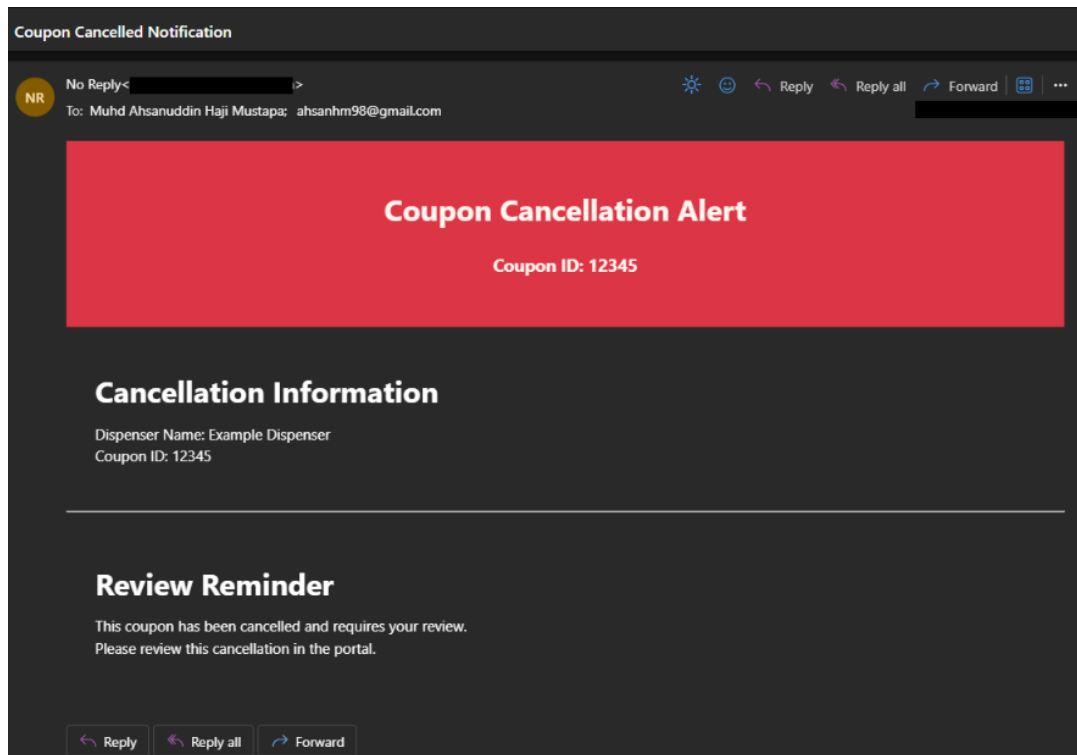 Coupon Cancelled Notification
NR
No Reply< >
Reply
Reply all
Forward
To: Muhd Ahsanuddin Haji Mustapa; ahsanhm98@gmail.com
Coupon Cancellation Alert
Coupon ID: 12345
Cancellation Information
Dispenser Name: Example Dispenser
Coupon ID: 12345
Review Reminder
This coupon has been cancelled and requires your review.
Please review this cancellation in the portal.
Reply
Reply all
Forward